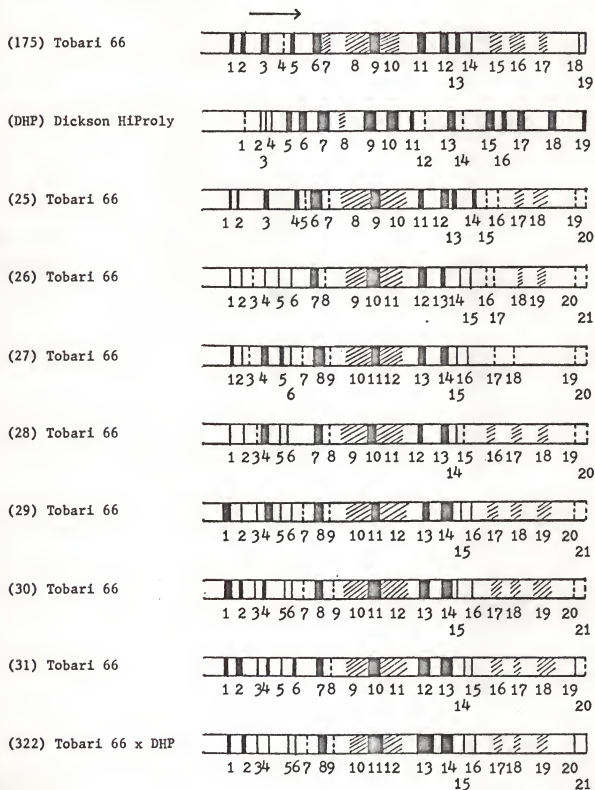 (175) Tobari 66
1 2 3 4 5 6 7 8 9 10 11 12 14 15 16 17 18
13 19
(DHP) Dickson HiProly
1 2 4 5 6 7 8 9 10 11 13 15 17 18 19
3 12 14 16
(25) Tobari 66
1 2 3 4 5 6 7 8 9 10 11 12 14 16 17 18 19
13 15 20
(26) Tobari 66
1 2 3 4 5 6 7 8 9 10 11 12 13 14 16 18 19 20
15 17 21
(27) Tobari 66
1 2 3 4 5 7 8 9 10 11 12 13 14 16 17 18 19
6 15 20
(28) Tobari 66
1 2 3 4 5 6 7 8 9 10 11 12 13 15 16 17 18 19
14 20
(29) Tobari 66
1 2 3 4 5 6 7 8 9 10 11 12 13 14 16 17 18 19 20
15 21
(30) Tobari 66
1 2 3 4 5 6 7 8 9 10 11 12 13 14 16 17 18 19 20
15 21
(31) Tobari 66
1 2 3 4 5 6 7 8 9 10 11 12 13 15 16 17 18 19
14 20
(322) Tobari 66 x DHP
1 2 3 4 5 6 7 8 9 10 11 12 13 14 16 17 18 19 20
15 21